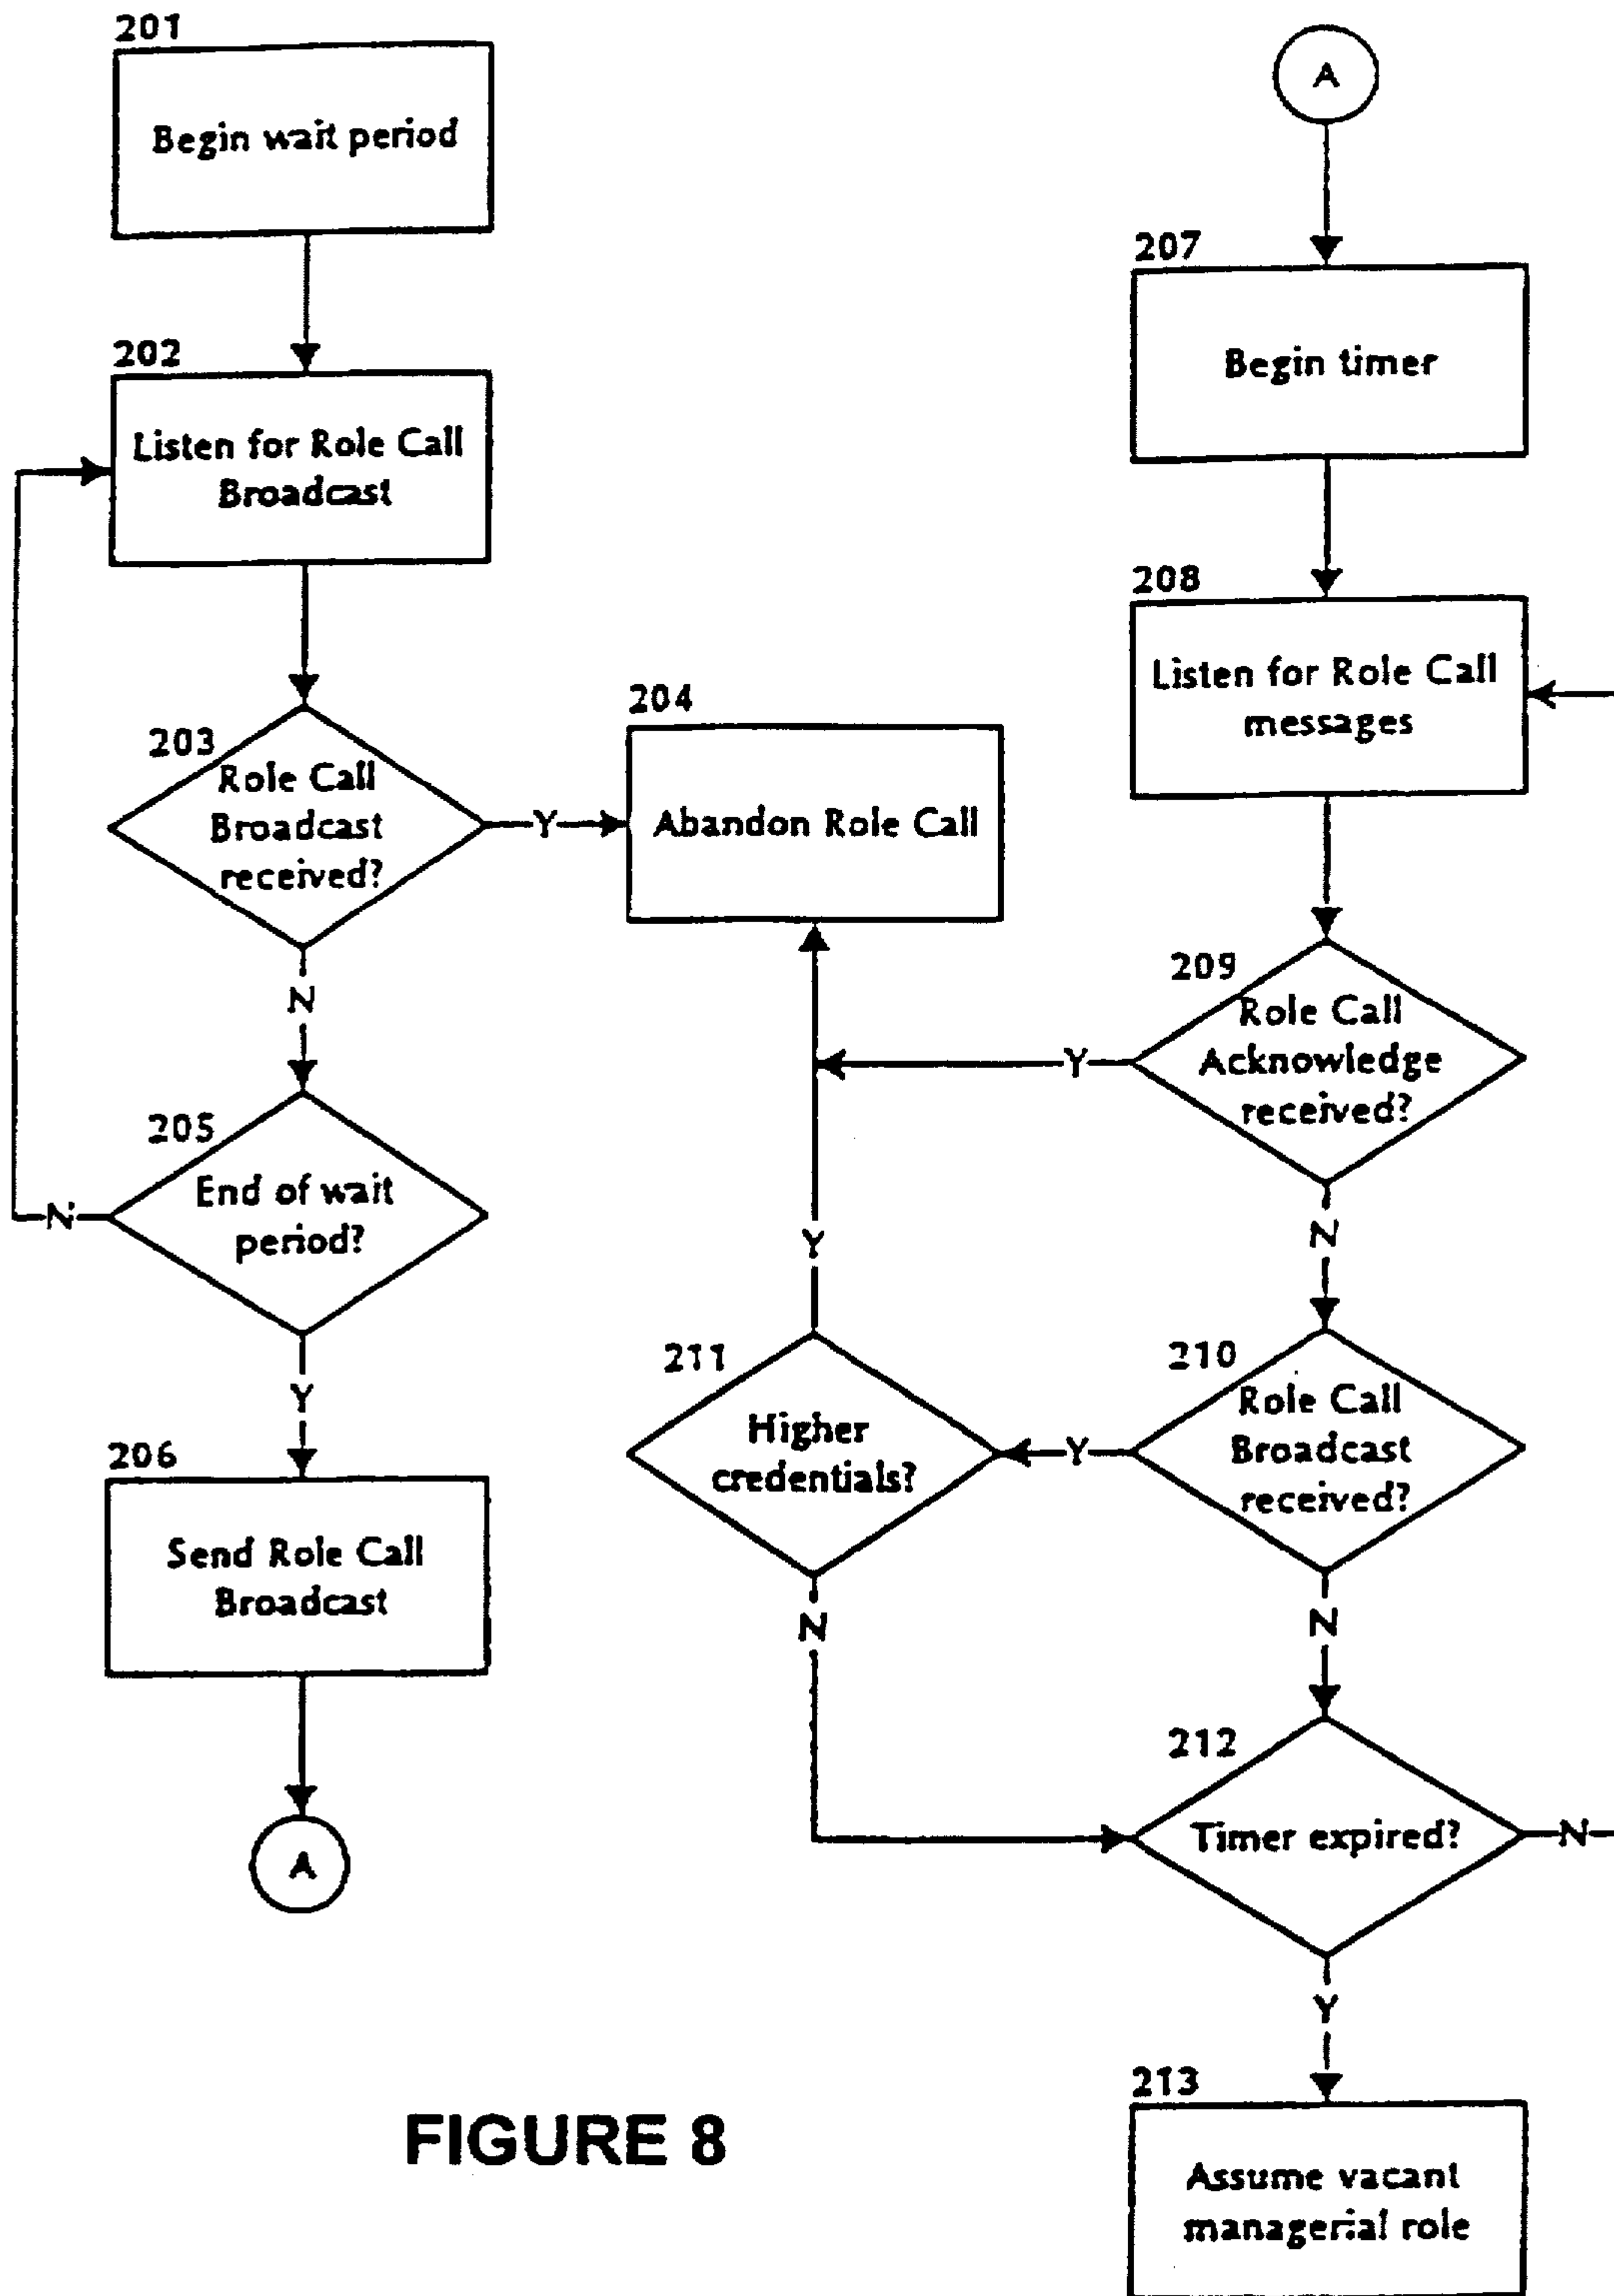 201
Begin wait period
202
Listen for Role Call
Broadcast
203
Role Call
Broadcast
received?
Y
204
Abandon Role Call
N
205
End of wait
period?
N
Y
206
Send Role Call
Broadcast
A
A
207
Begin timer
208
Listen for Role Call
messages
209
Role Call
Acknowledge
received?
Y
N
210
Role Call
Broadcast
received?
Y
211
Higher
credentials?
Y
N
N
212
Timer expired?
N
Y
213
Assume vacant
managerial role
FIGURE 8